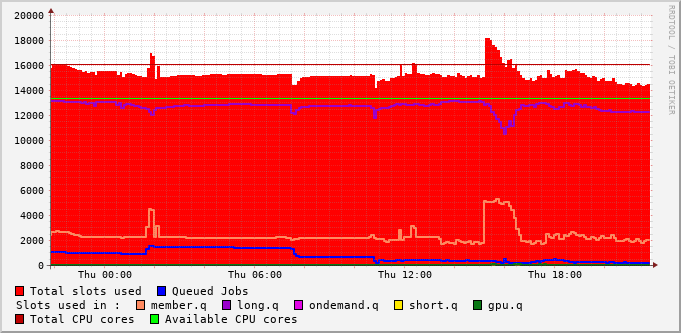 20000
18000
16000
14000
12000
10000
8000
6000
4000
2000
0
Thu 00:00 Thu 06:00 Thu 12:00 Thu 18:00
RRDTOOL / TOBI OETIKER
Total slots used Queued Jobs
Slots used in : member.q long.q ondemand.q short.q gpu.q
Total CPU cores Available CPU cores